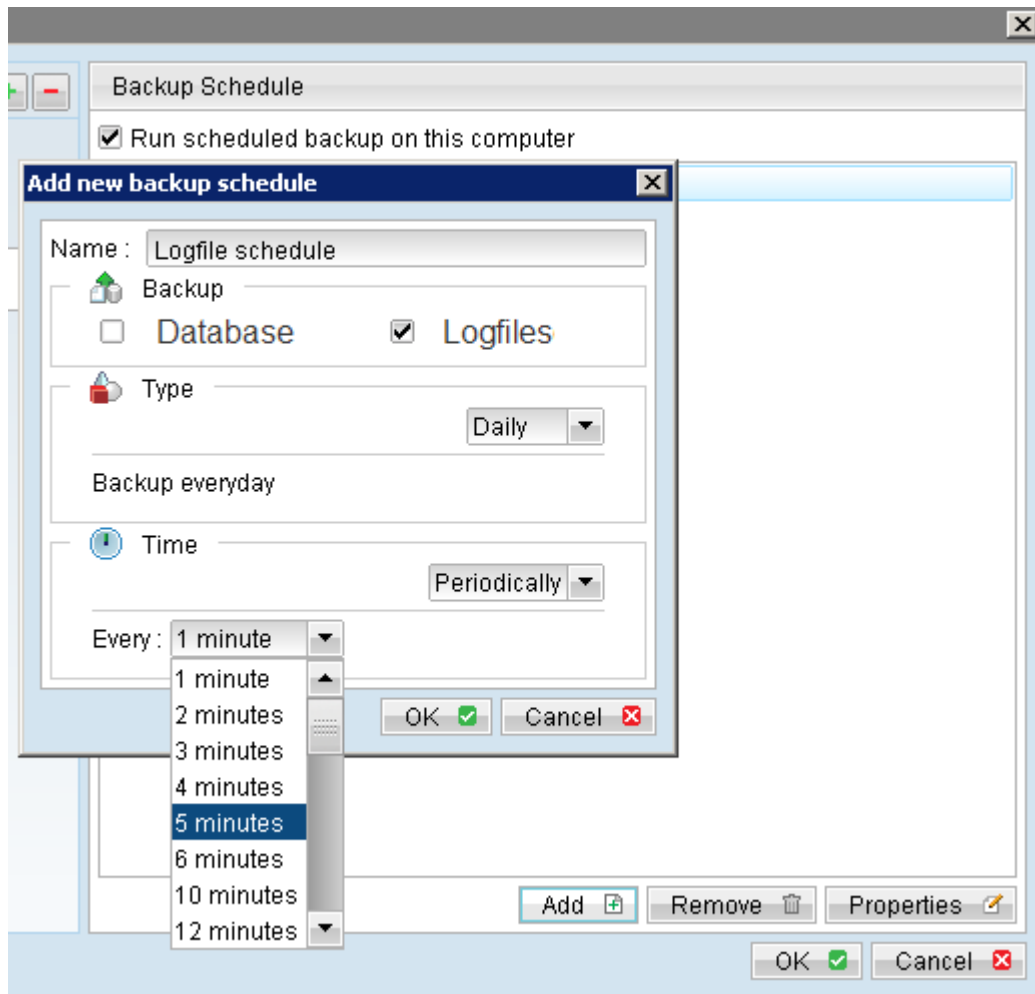 Backup Schedule
Run scheduled backup on this computer
Add new backup schedule
Name : Logfile schedule
Backup
Database Logfiles
Type
Daily
Backup everyday
Time
Periodically
Every : 1 minute
1 minute
2 minutes
3 minutes
4 minutes
5 minutes
6 minutes
10 minutes
12 minutes
OK Cancel
Add Remove Properties
OK Cancel